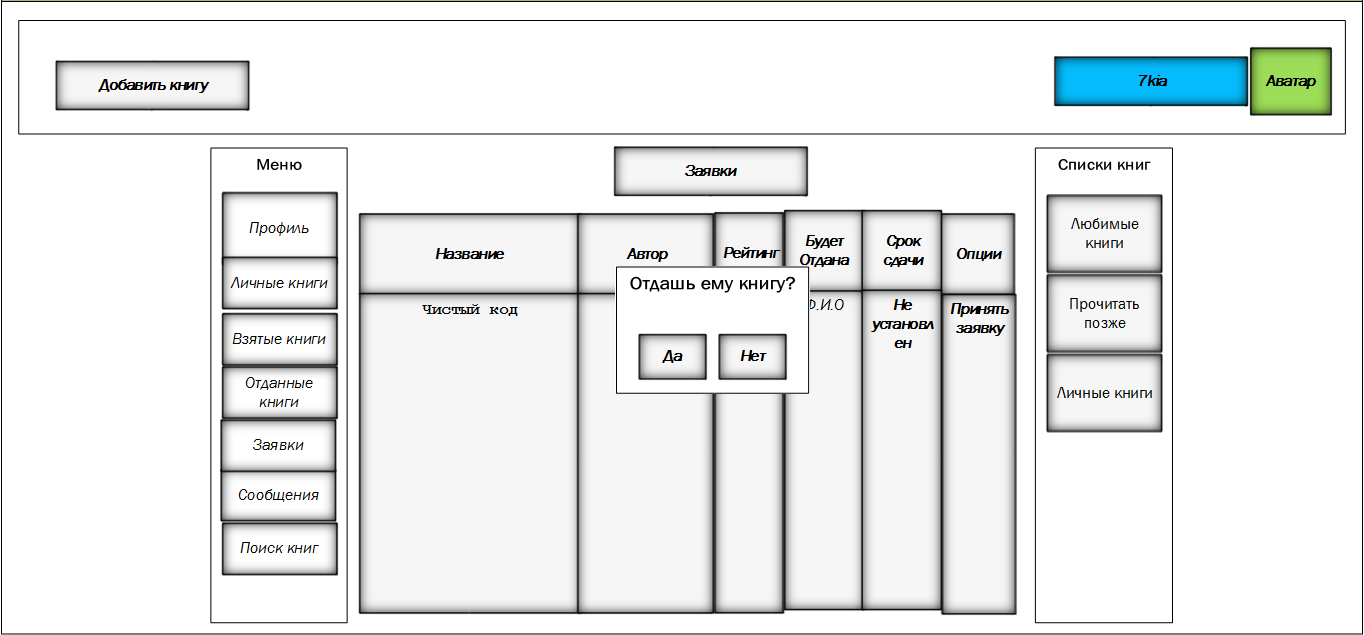 Добавить книгу
7kia
Аватар
Меню
Профиль
Личные книги
Взятые книги
Отданные
книги
Заявки
Сообщения
Поиск книг
Заявки
Название
Автор
Рейтинг
Будет
Отдана
Срок
сдачи
Опции
Чистый код
Ф.И.О
Не
установл
ен
Принять
заявку
Отдашь ему книгу?
Да
Нет
Списки книг
Любимые
книги
Прочитать
позже
Личные книги